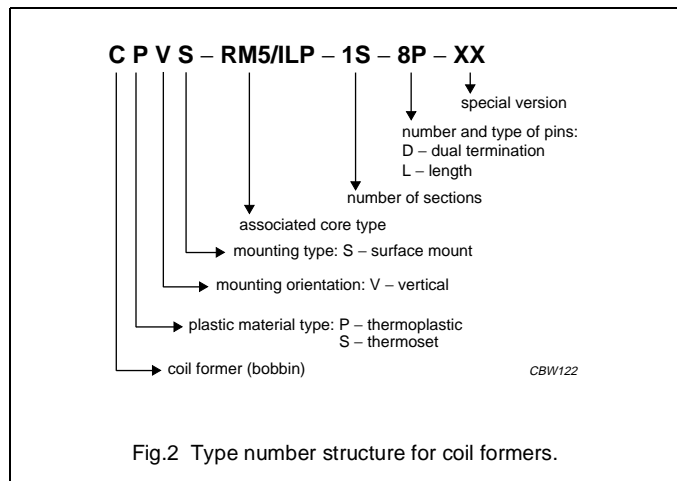 C P V S – RM5/ILP – 1S – 8P – XX
special version
number and type of pins:
D – dual termination
L – length
number of sections
associated core type
mounting type: S – surface mount
mounting orientation: V – vertical
plastic material type: P – thermoplastic
S – thermoset
coil former (bobbin)
CBW122
Fig.2 Type number structure for coil formers.